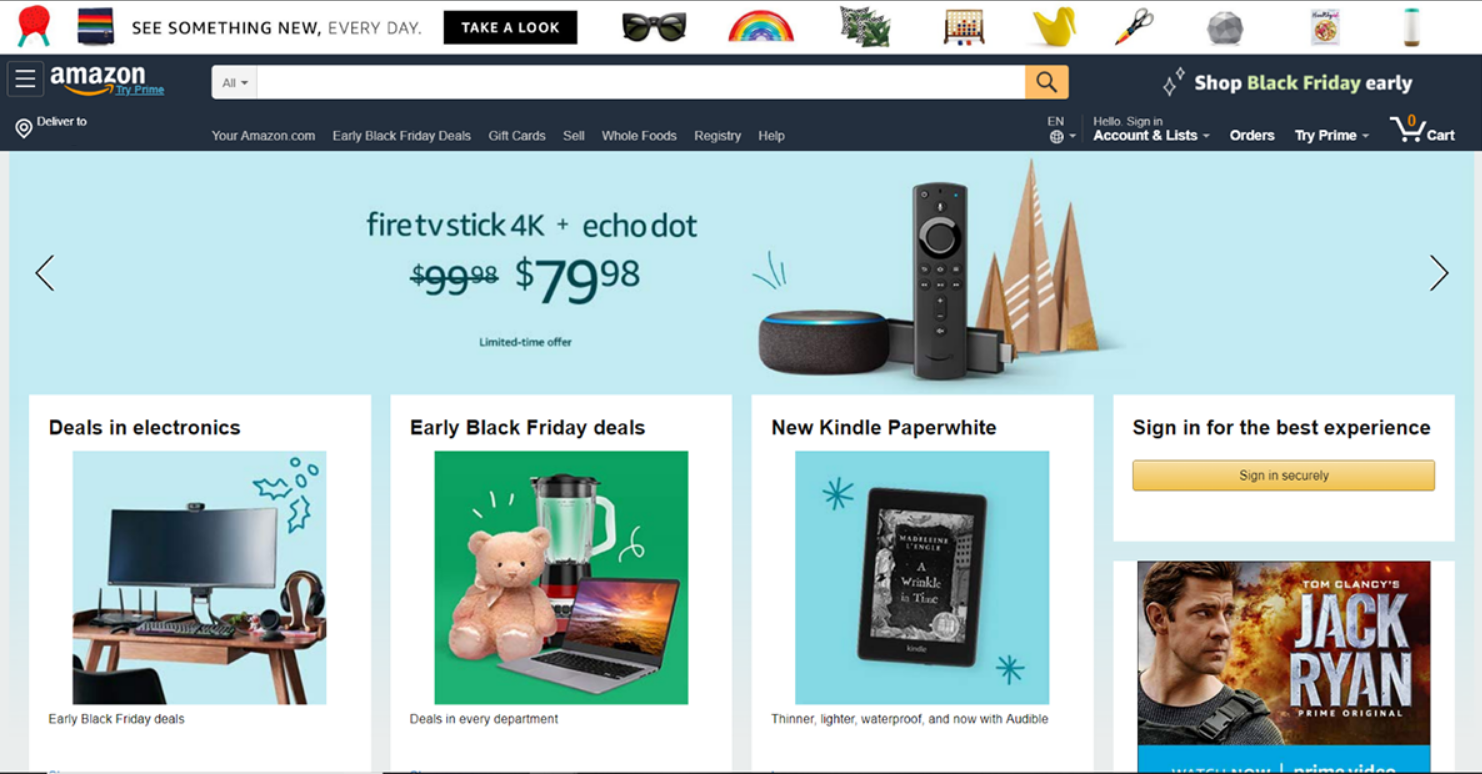 SEE SOMETHING NEW, EVERY DAY.
TAKE A LOOK
amazon
Try Prime
All
Shop Black Friday early
Deliver to
Your Amazon.com
Early Black Friday Deals
Gift Cards
Sell
Whole Foods
Registry
Help
EN
Hello. Sign in
Account & Lists
Orders
Try Prime
0
Cart
fire tv stick 4K + echo dot
$99 98 $79 98
Limited-time offer
Deals in electronics
Early Black Friday deals
Early Black Friday deals
Deals in every department
New Kindle Paperwhite
MADELEINE
L'ENGLE
A
Wrinkle
in Time
kindle
Thinner, lighter, waterproof, and now with Audible
Sign in for the best experience
Sign in securely
TOM CLANCY'S
JACK
RYAN
PRIME ORIGINAL
WATCH NOW | prime video